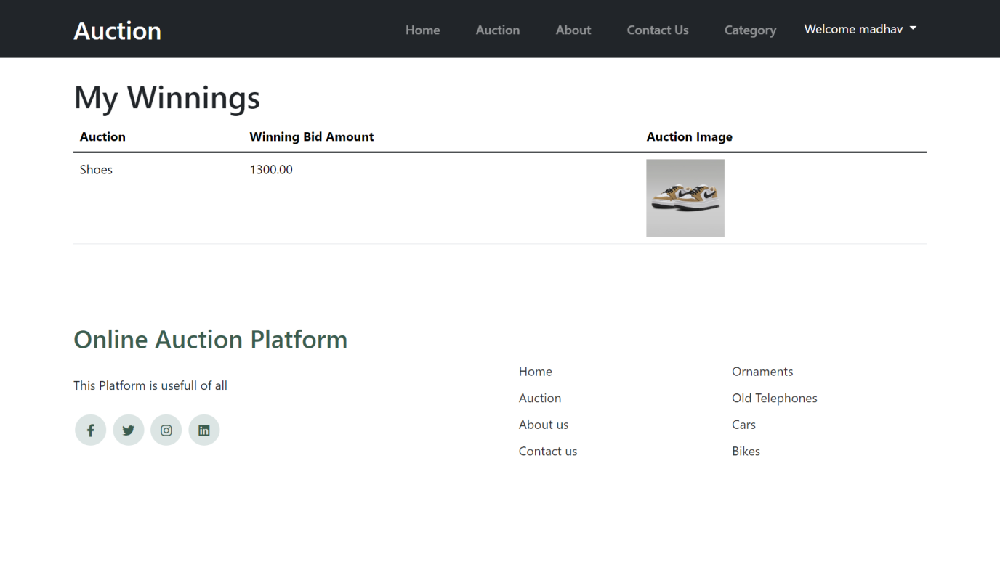 Auction Home Auction About Contact Us Category Welcome madhav
My Winnings
Auction Winning Bid Amount Auction Image
Shoes 1300.00
Online Auction Platform
This Platform is usefull of all
Home Ornaments
Auction Old Telephones
About us Cars
Contact us Bikes